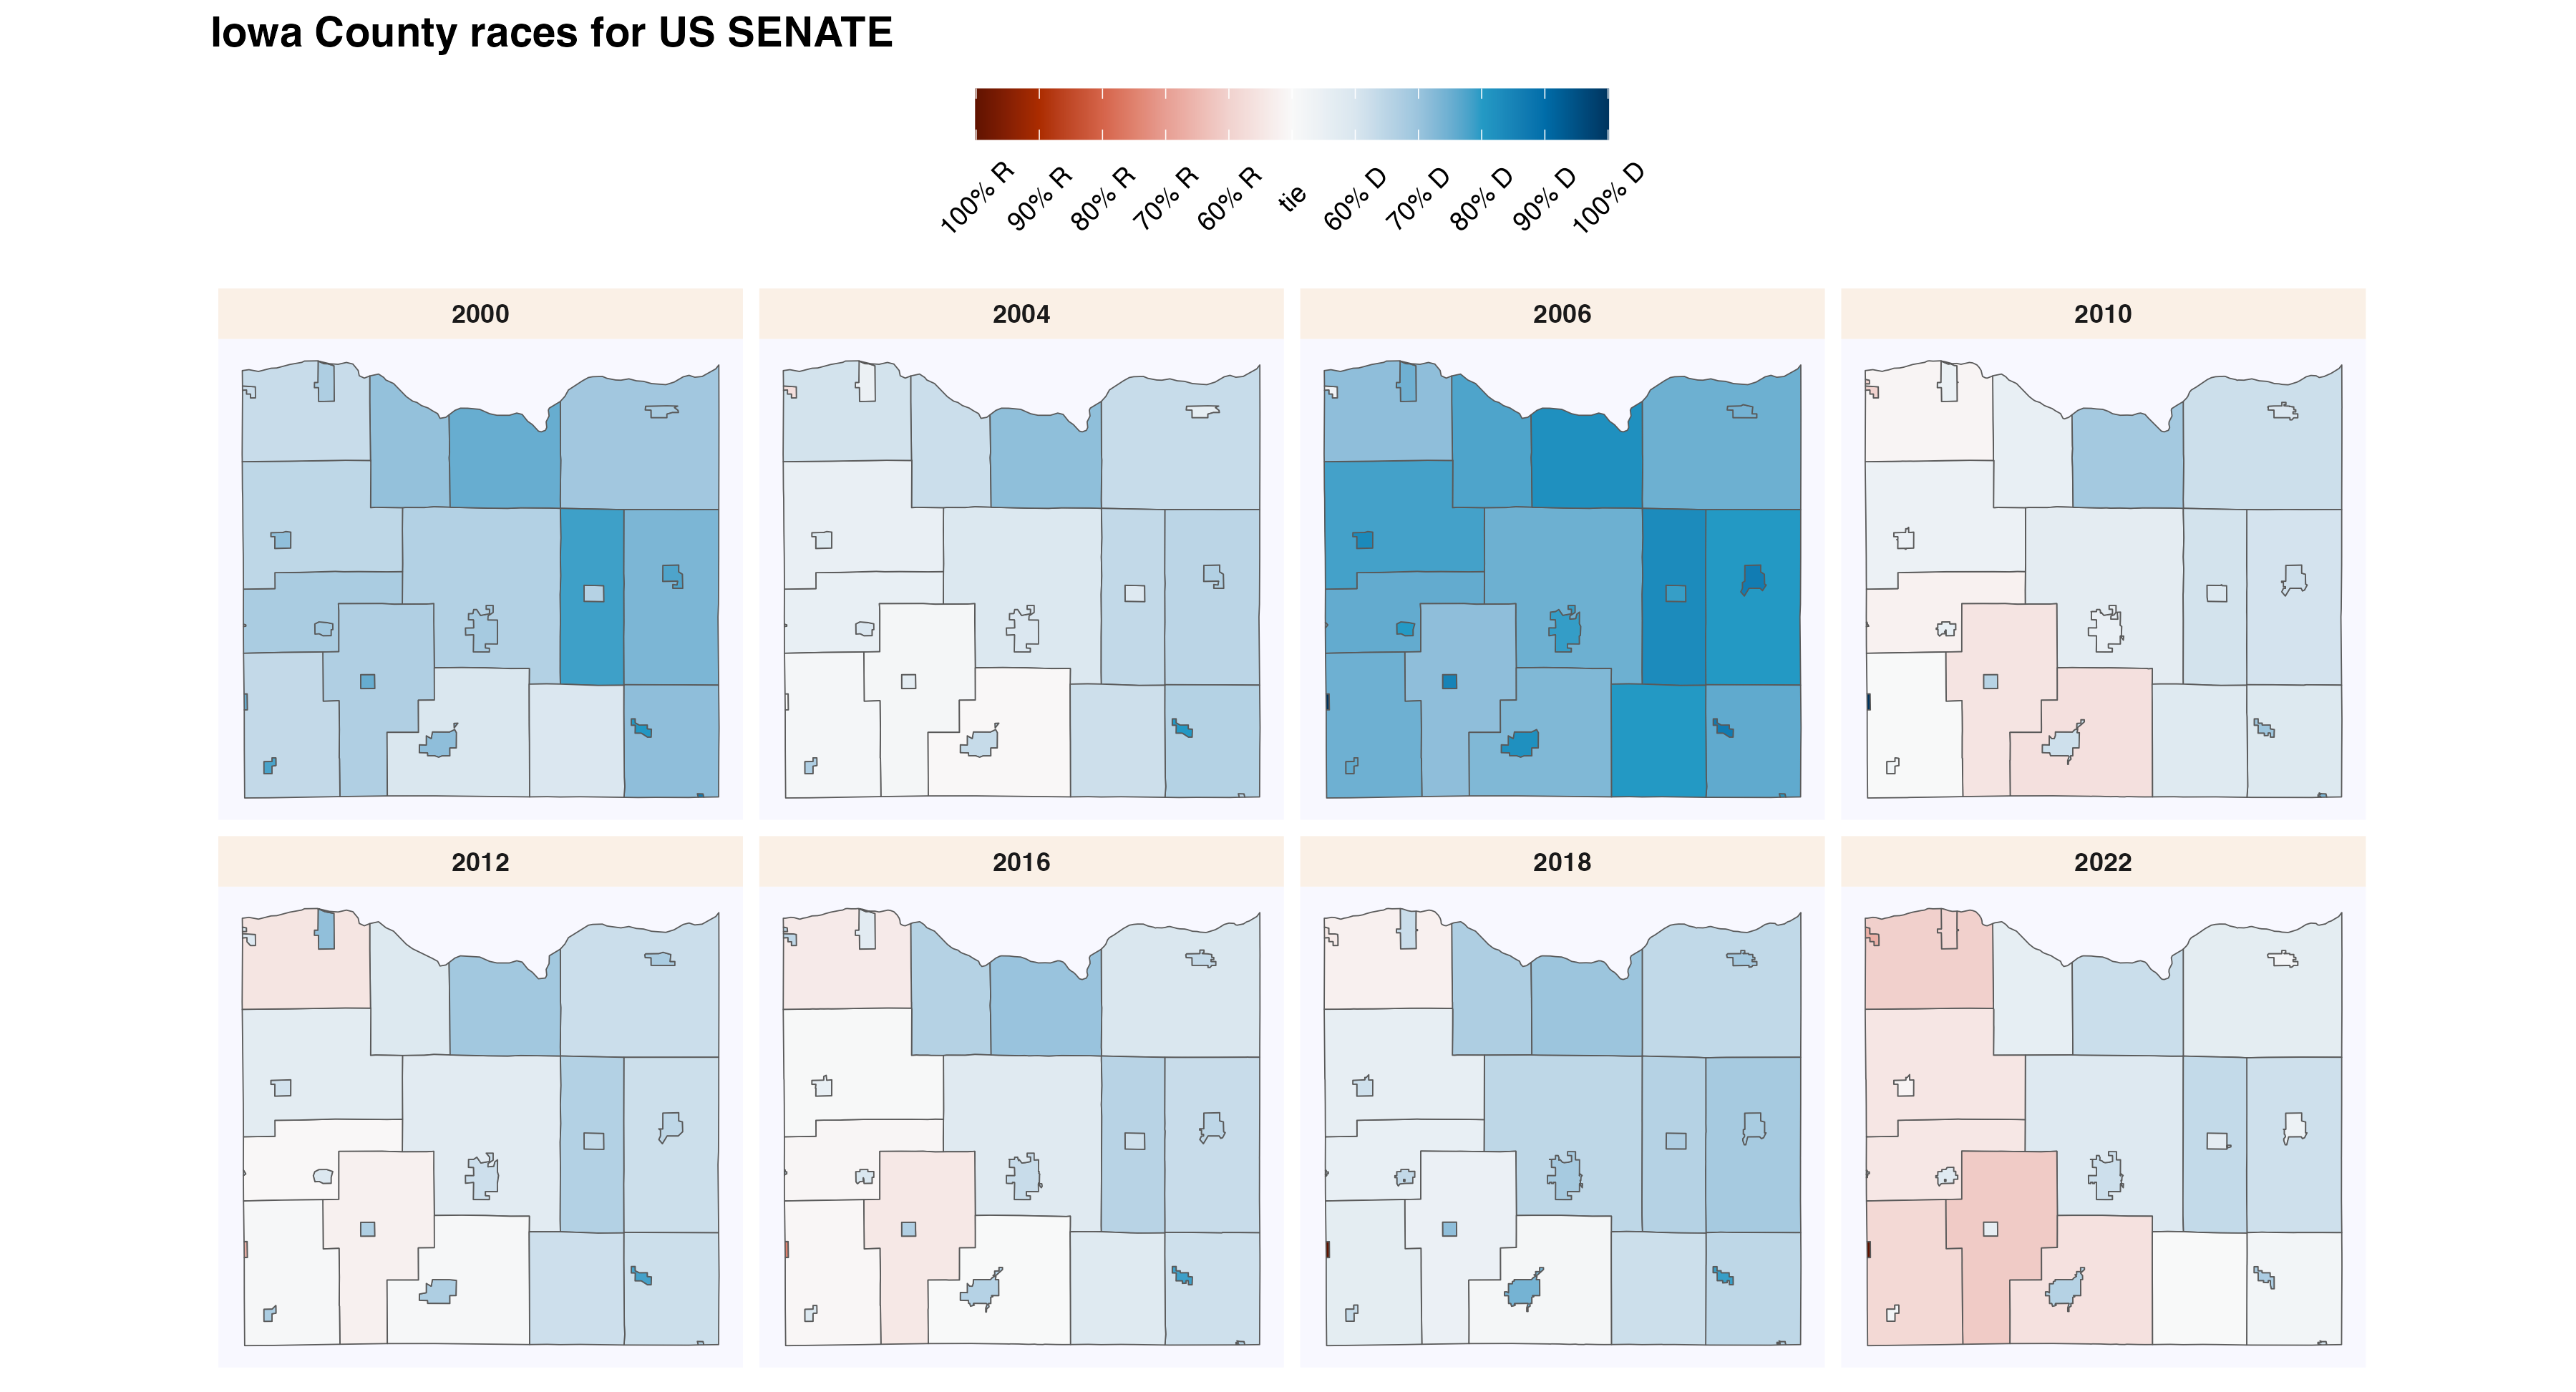 Iowa County races for US SENATE
100% R
90% R
80% R
70% R
60% R
tie
60% D
70% D
80% D
90% D
100% D
2000
2004
2006
2010
2012
2016
2018
2022